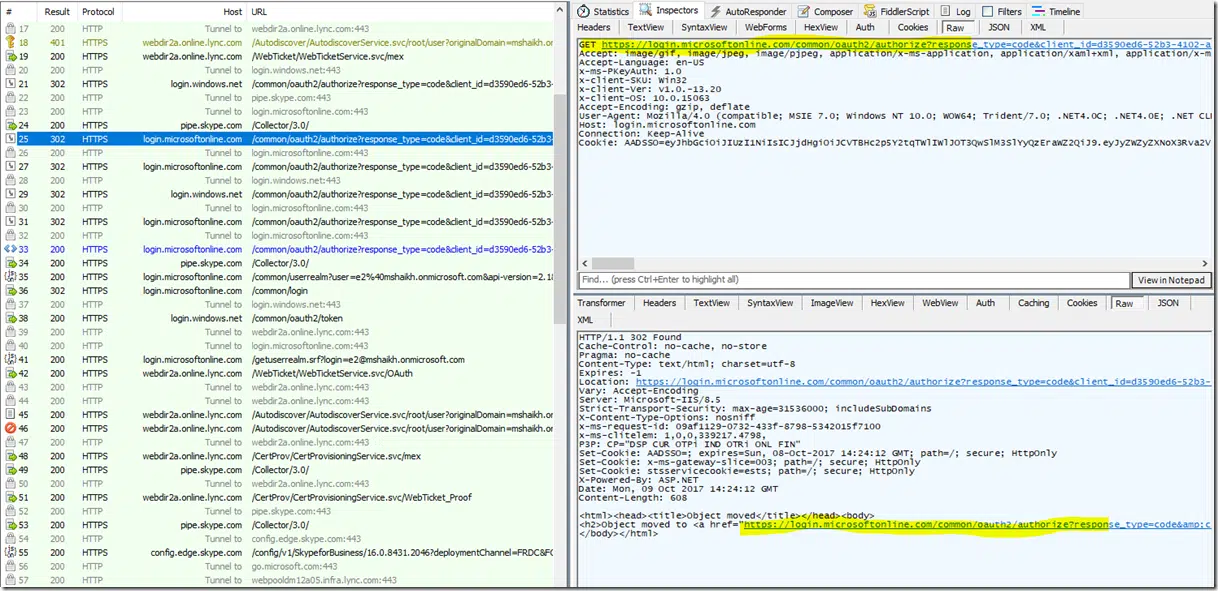 # Result Protocol Host URL
17 200 HTTP Tunnel to webdir2a.online.lync.com:443
18 401 HTTPS webdir2a.online.lync.com /Autodiscover/AutodiscoverService.svc/root/user?originalDomain=mshaikh.on
19 200 HTTPS webdir2a.online.lync.com /WebTicket/WebTicketService.svc/mex
20 200 HTTP Tunnel to login.windows.net:443
21 302 HTTPS login.windows.net /common/oauth2/authorize?response_type=code&client_id=d3590ed6-52b3-
22 200 HTTP Tunnel to pipe.skype.com:443
23 200 HTTP Tunnel to login.microsoftonline.com:443
24 200 HTTPS pipe.skype.com /Collector/3.0/
25 302 HTTPS login.microsoftonline.com /common/oauth2/authorize?response_type=code&client_id=d3590ed6-52b3-
26 200 HTTP Tunnel to login.microsoftonline.com:443
27 302 HTTPS login.microsoftonline.com /common/oauth2/authorize?response_type=code&client_id=d3590ed6-52b3-
28 200 HTTP Tunnel to login.windows.net:443
29 302 HTTPS login.windows.net /common/oauth2/authorize?response_type=code&client_id=d3590ed6-52b3-
30 200 HTTP Tunnel to login.microsoftonline.com:443
31 302 HTTPS login.microsoftonline.com /common/oauth2/authorize?response_type=code&client_id=d3590ed6-52b3-
32 200 HTTP Tunnel to login.microsoftonline.com:443
33 200 HTTPS login.microsoftonline.com /common/oauth2/authorize?response_type=code&client_id=d3590ed6-52b3-
34 200 HTTPS pipe.skype.com /Collector/3.0/
35 200 HTTPS login.microsoftonline.com /common/userrealm?user=e2%40mshaikh.onmicrosoft.com&api-version=2.1&
36 200 HTTPS login.microsoftonline.com /common/login
37 200 HTTP Tunnel to login.windows.net:443
38 200 HTTPS login.windows.net /common/oauth2/token
39 200 HTTP Tunnel to webdir2a.online.lync.com:443
40 200 HTTP Tunnel to login.microsoftonline.com:443
41 200 HTTPS login.microsoftonline.com /getuserrealm.srf?login=e2@mshaikh.onmicrosoft.com
42 200 HTTPS webdir2a.online.lync.com /WebTicket/WebTicketService.svc/OAuth
43 200 HTTP Tunnel to webdir2a.online.lync.com:443
44 200 HTTP Tunnel to webdir2a.online.lync.com:443
45 200 HTTPS webdir2a.online.lync.com /Autodiscover/AutodiscoverService.svc/root/user?originalDomain=mshaikh.on
46 200 HTTPS webdir2a.online.lync.com /Autodiscover/AutodiscoverService.svc/root/user?originalDomain=mshaikh.on
47 200 HTTP Tunnel to webdir2a.online.lync.com:443
48 200 HTTPS webdir2a.online.lync.com /CertProv/CertProvisioningService.svc/mex
49 200 HTTPS pipe.skype.com /Collector/3.0/
50 200 HTTP Tunnel to webdir2a.online.lync.com:443
51 200 HTTPS webdir2a.online.lync.com /CertProv/CertProvisioningService.svc/WebTicket_Proof
52 200 HTTP Tunnel to webdir2a.online.lync.com:443
53 200 HTTPS pipe.skype.com /Collector/3.0/
54 200 HTTP Tunnel to config.edge.skype.com:443
55 200 HTTPS config.edge.skype.com /config/v1/SkypeforBusiness/16.0.8431.2046?deploymentChannel=FRDC&FC
56 200 HTTP Tunnel to go.microsoft.com:443
57 200 HTTP Tunnel to webpooldm12a05.infra.lync.com:443
Statistics Inspectors AutoResponder Composer FiddlerScript Log Filters Timeline
Headers TextView SyntaxView WebForms HexView Auth Cookies Raw JSON XML
GET https://login.microsoftonline.com/common/oauth2/authorize?response_type=code&client_id=d3590ed6-52b3-4102-a
Accept: image/gif, image/jpeg, image/pjpeg, application/x-ms-application, application/xaml+xml, application/x-m
Accept-Language: en-US
x-ms-PKeyAuth: 1.0
x-client-SKU: Win32
x-client-Ver: v1.0.-13.20
x-client-OS: 10.0.15063
Accept-Encoding: gzip, deflate
User-Agent: Mozilla/4.0 (compatible; MSIE 7.0; Windows NT 10.0; WOW64; Trident/7.0; .NET4.0C; .NET4.0E; .NET CL
Host: login.microsoftonline.com
Connection: Keep-Alive
Find... (press Ctrl+Enter to highlight all) View in Notepad
Transformer Headers TextView SyntaxView ImageView HexView WebView Auth Caching Cookies Raw JSON
XML
HTTP/1.1 302 Found
Cache-Control: no-cache, no-store
Pragma: no-cache
Content-Type: text/html; charset=utf-8
Expires: -1
Location: https://login.microsoftonline.com/common/oauth2/authorize?response_type=code&client_id=d3590ed6-52b3-
Vary: Accept-Encoding
Server: Microsoft-IIS/8.5
Strict-Transport-Security: max-age=31536000; includeSubDomains
X-Content-Type-Options: nosniff
x-ms-request-id: 09af1129-0732-433f-8798-5342015f7100
x-ms-clitelem: 1,0,0,339217.4798,
P3P: CP="DSP CUR OTPi IND OTRi ONL FIN"
Set-Cookie: AADSSO=; expires=Sun, 08-Oct-2017 14:24:12 GMT; path=/; secure; HttpOnly
Set-Cookie: x-ms-gateway-slice=003; path=/; secure; HttpOnly
Set-Cookie: stsservicecookie=ests; path=/; secure; HttpOnly
X-Powered-By: ASP.NET
Date: Mon, 09 Oct 2017 14:24:12 GMT
Content-Length: 608
<html><head><title>Object moved</title></head><body>
<h2>Object moved to <a href="https://login.microsoftonline.com/common/oauth2/authorize?response_type=code&amp;c
</body></html>